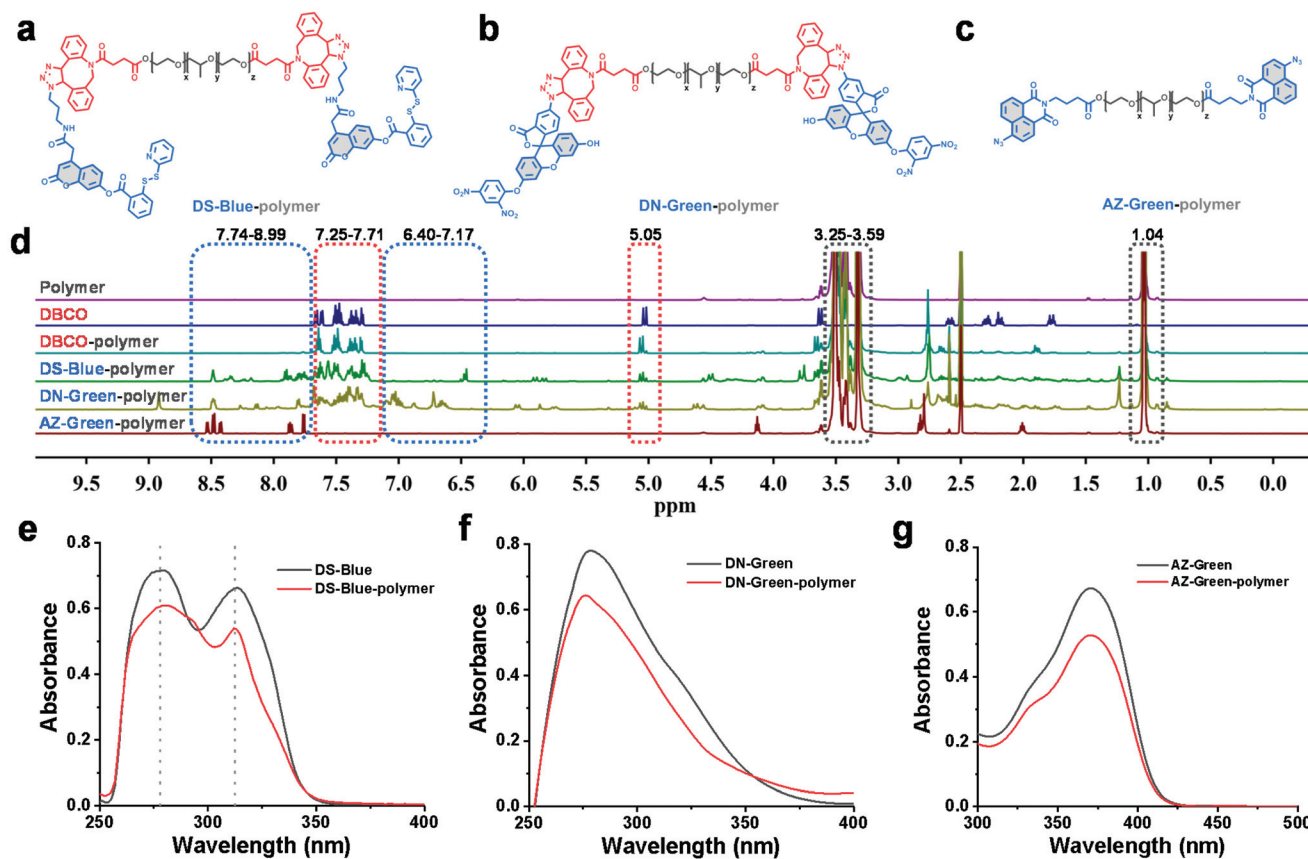 a
b
c
DS-Blue-polymer
DN-Green-polymer
AZ-Green-polymer
d
7.74-8.99
7.25-7.71
6.40-7.17
5.05
3.25-3.59
1.04
Polymer
DBCO
DBCO-polymer
DS-Blue-polymer
DN-Green-polymer
AZ-Green-polymer
9.5 9.0 8.5 8.0 7.5 7.0 6.5 6.0 5.5 5.0 4.5 4.0 3.5 3.0 2.5 2.0 1.5 1.0 0.5 0.0
ppm
e
DS-Blue
DS-Blue-polymer
Absorbance
0.8
0.6
0.4
0.2
0.0
250 300 350 400
Wavelength (nm)
f
DN-Green
DN-Green-polymer
Absorbance
0.8
0.6
0.4
0.2
0.0
250 300 350 400
Wavelength (nm)
g
AZ-Green
AZ-Green-polymer
Absorbance
0.8
0.6
0.4
0.2
0.0
300 350 400 450 500
Wavelength (nm)